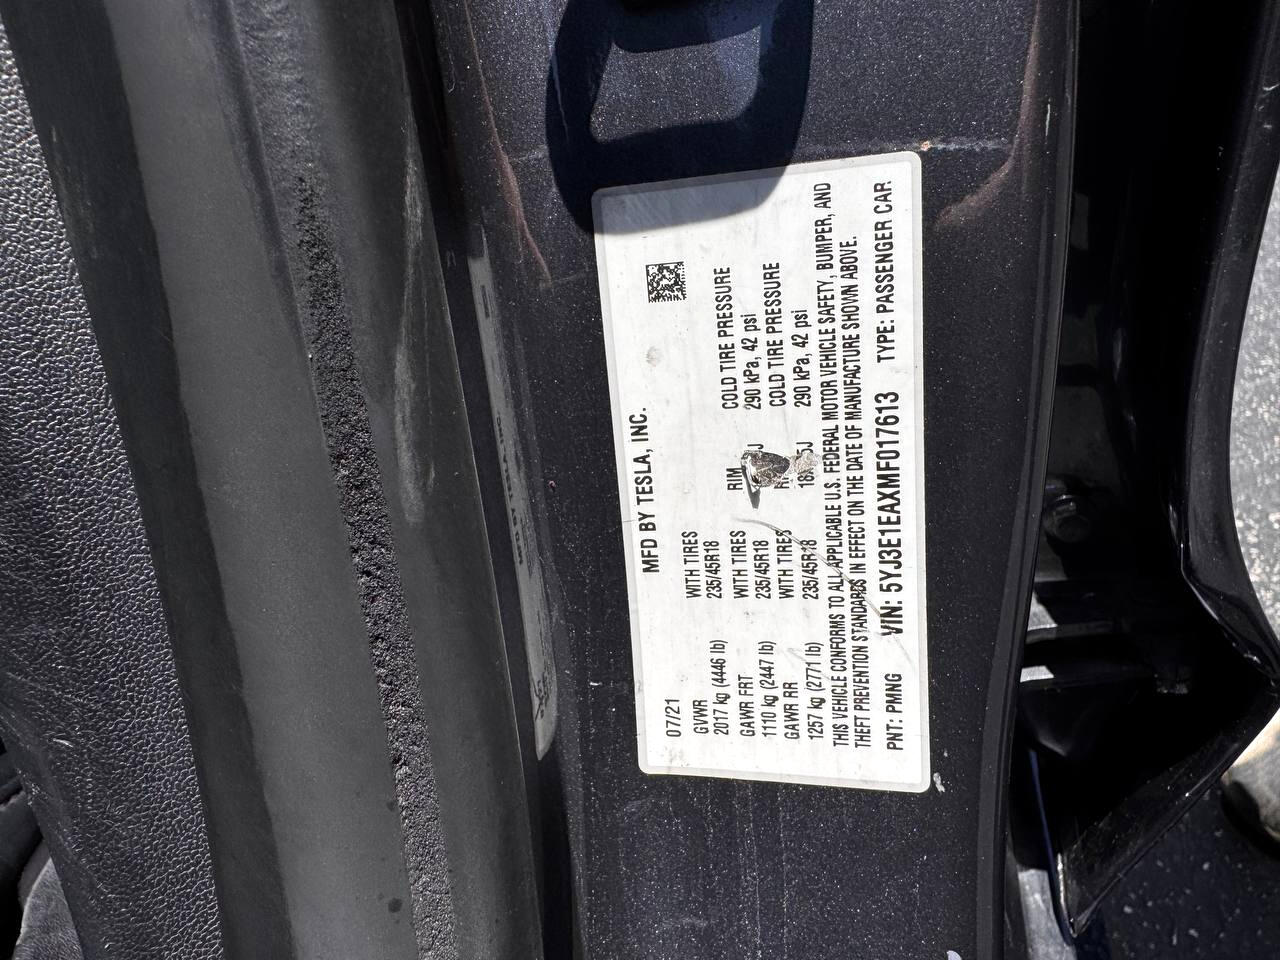 MFD BY TESLA, INC.
07/21
GVWR WITH TIRES
2017 kg (4446 lb) 235/45R18
GAWR FRT WITH TIRES RIM COLD TIRE PRESSURE
1110 kg (2447 lb) 235/45R18 290 kPa, 42 psi
GAWR RR WITH TIRES COLD TIRE PRESSURE
1257 kg (2771 lb) 235/45R18 290 kPa, 42 psi
THIS VEHICLE CONFORMS TO ALL APPLICABLE U.S. FEDERAL MOTOR VEHICLE SAFETY, BUMPER, AND
THEFT PREVENTION STANDARDS IN EFFECT ON THE DATE OF MANUFACTURE SHOWN ABOVE.
PNT: PMNG VIN: 5YJ3E1EAXMF017613 TYPE: PASSENGER CAR